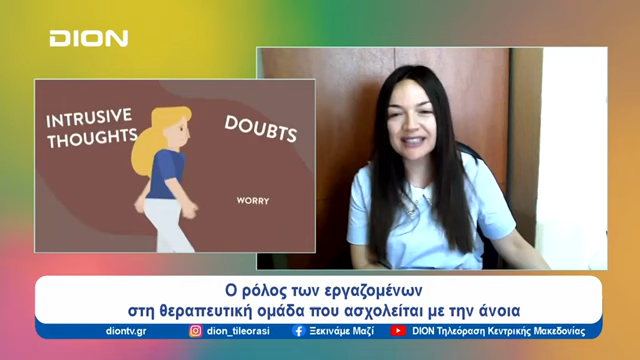 DION
INTRUSIVE
THOUGHTS
DOUBTS
WORRY
Ο ρόλος των εργαζομένων
στη θεραπευτική ομάδα που ασχολείται με την άνοια
diontv.gr
dion_tileorasi
Ξεκινάμε Μαζί
DION Τηλεόραση Κεντρικής Μακεδονίας